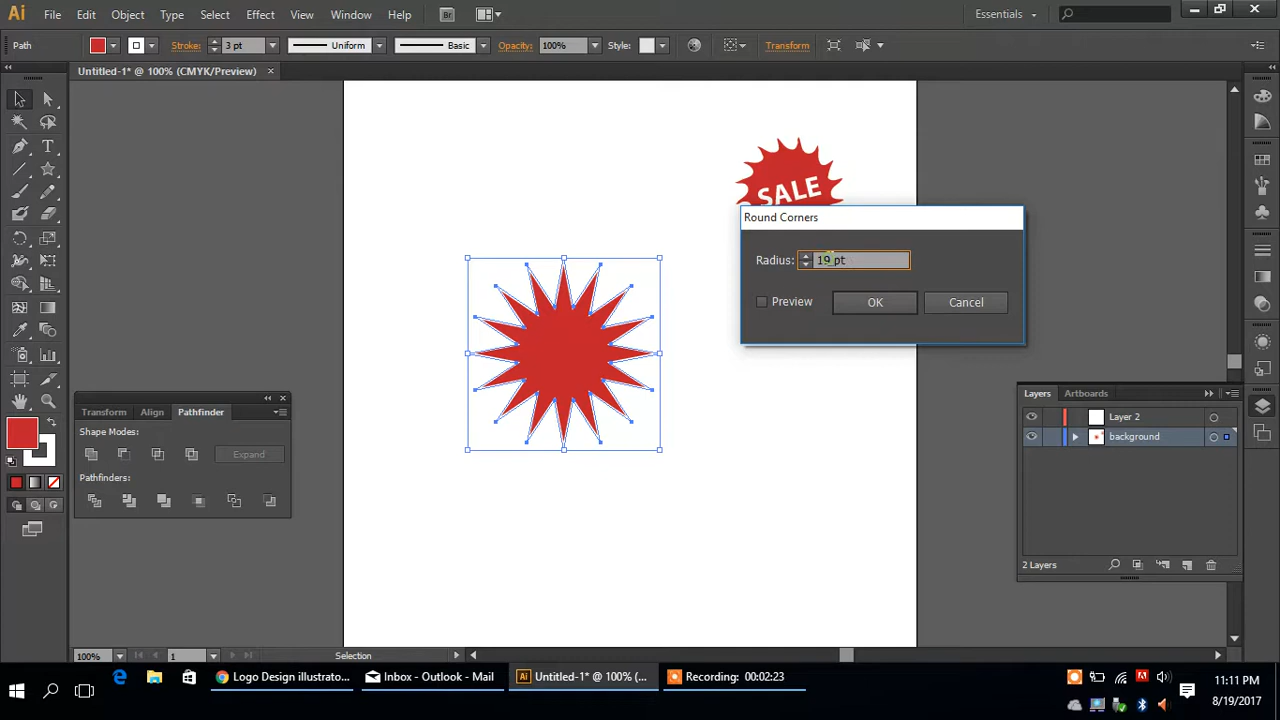 Ai File Edit Object Type Select Effect View Window Help Br Essentials
Path Stroke: 3 pt Uniform Basic Opacity: 100% Style: Transform
Untitled-1* @ 100% (CMYK/Preview) ×
SALE
Round Corners
Radius: 19 pt
Preview OK Cancel
Transform Align Pathfinder
Shape Modes:
Expand
Pathfinders:
Layers Artboards
Layer 2
background
2 Layers
100% 1 Selection
Logo Design illustrato... Inbox - Outlook - Mail Ai Untitled-1* @ 100% (... Recording: 00:02:23
11:11 PM
8/19/2017